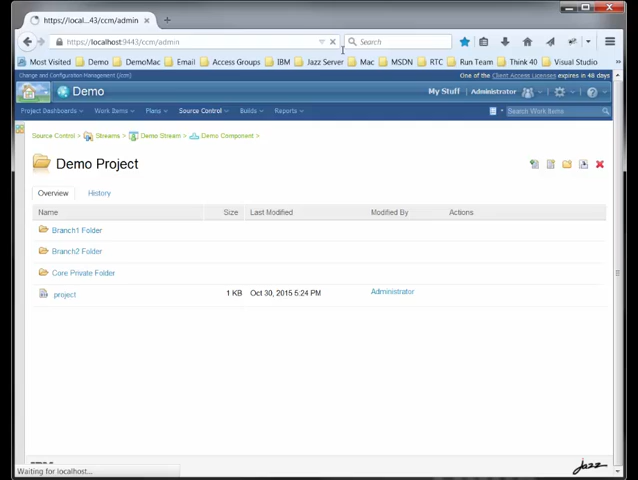 https://local...43/ccm/admin
https://localhost:9443/ccm/admin
Search
Most Visited Demo DemoMac Email Access Groups IBM Jazz Server Mac MSDN RTC Run Team Think 40 Visual Studio
Change and Configuration Management (/ccm)
One of the Client Access Licenses expires in 48 days
Demo
My Stuff Administrator
Project Dashboards Work Items Plans Source Control Builds Reports
Search Work Items
Source Control > Streams > Demo Stream > Demo Component >
Demo Project
Overview History
Name Size Last Modified Modified By Actions
Branch1 Folder
Branch2 Folder
Core Private Folder
project 1 KB Oct 30, 2015 5:24 PM Administrator
Waiting for localhost...
jazz